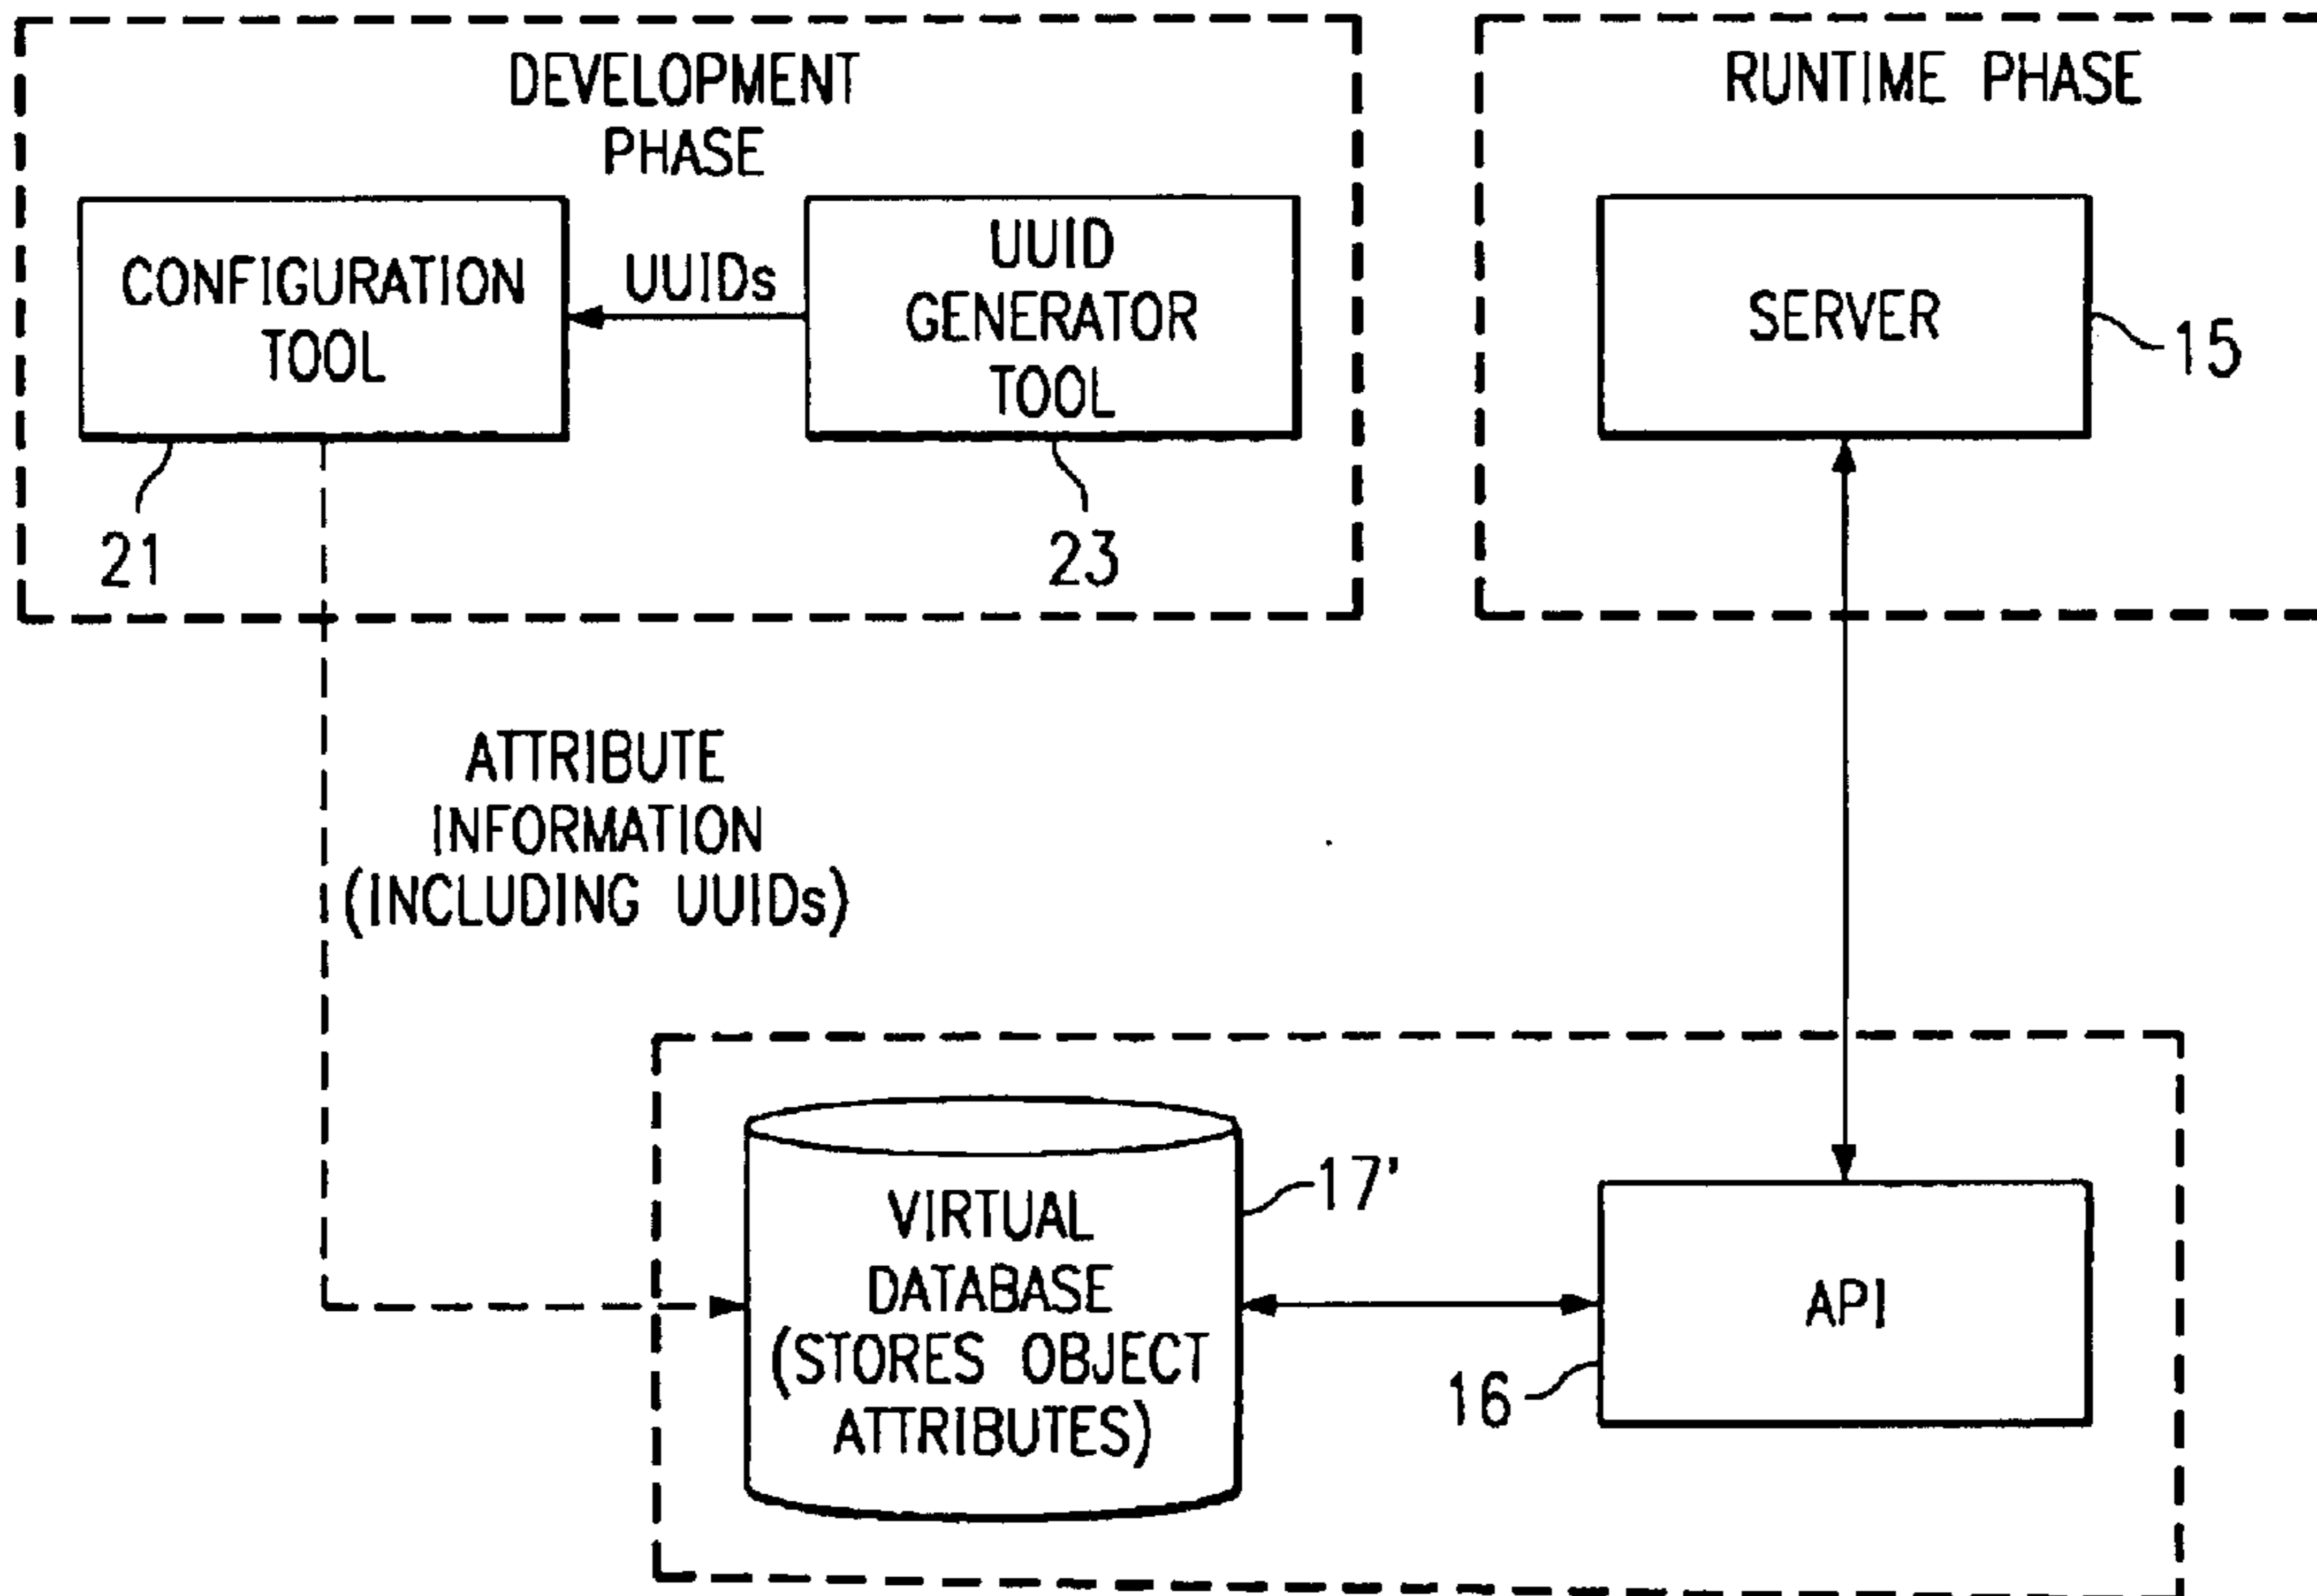 DEVELOPMENT
PHASE
CONFIGURATION
TOOL
21
UUIDs
UUID
GENERATOR
TOOL
23
RUNTIME PHASE
SERVER
15
ATTRIBUTE
INFORMATION
(INCLUDING UUIDs)
VIRTUAL
DATABASE
(STORES OBJECT
ATTRIBUTES)
17'
API
16